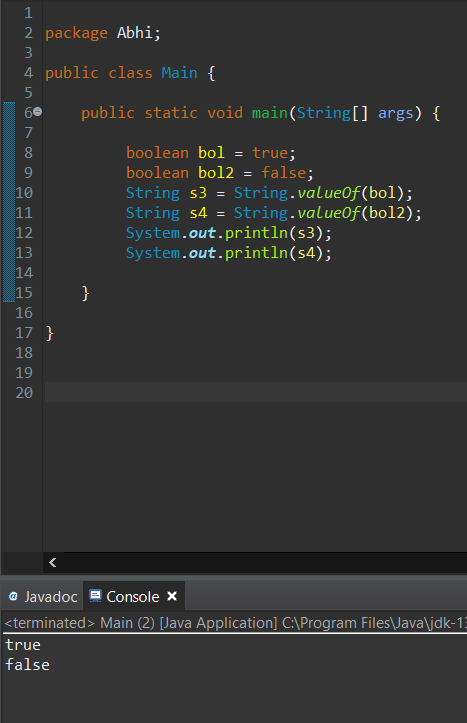 1
2 package Abhi;
3
4 public class Main {
5
6 public static void main(String[] args) {
7
8 boolean bol = true;
9 boolean bol2 = false;
10 String s3 = String.valueOf(bol);
11 String s4 = String.valueOf(bol2);
12 System.out.println(s3);
13 System.out.println(s4);
14
15 }
16
17 }
18
19
20
@ Javadoc Console
<terminated> Main (2) [Java Application] C:\Program Files\Java\jdk-13
true
false